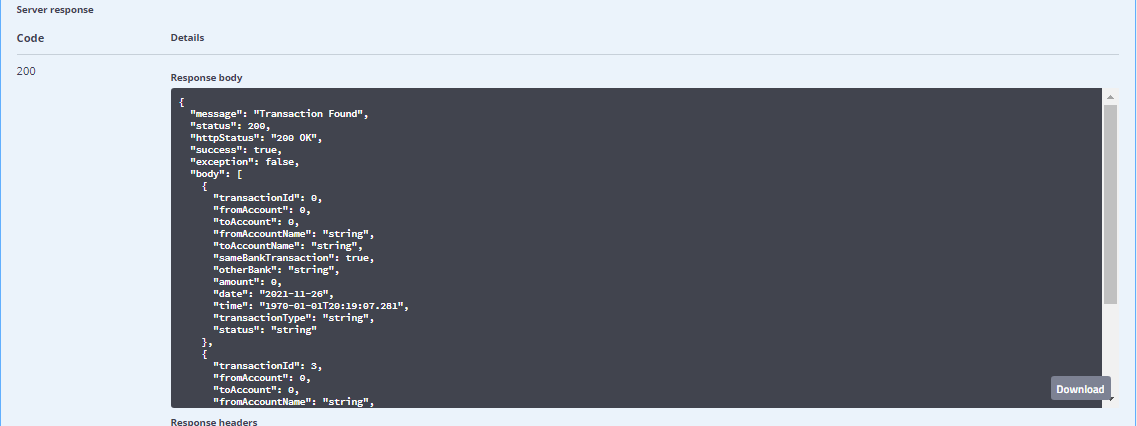 Server response
Code Details
200
Response body
{
"message": "Transaction Found",
"status": 200,
"httpStatus": "200 OK",
"success": true,
"exception": false,
"body": [
{
"transactionId": 0,
"fromAccount": 0,
"toAccount": 0,
"fromAccountName": "string",
"toAccountName": "string",
"sameBankTransaction": true,
"otherBank": "string",
"amount": 0,
"date": "2021-11-26",
"time": "1970-01-01T20:19:07.281",
"transactionType": "string",
"status": "string"
},
{
"transactionId": 3,
"fromAccount": 0,
"toAccount": 0,
"fromAccountName": "string",
Download
Response headers